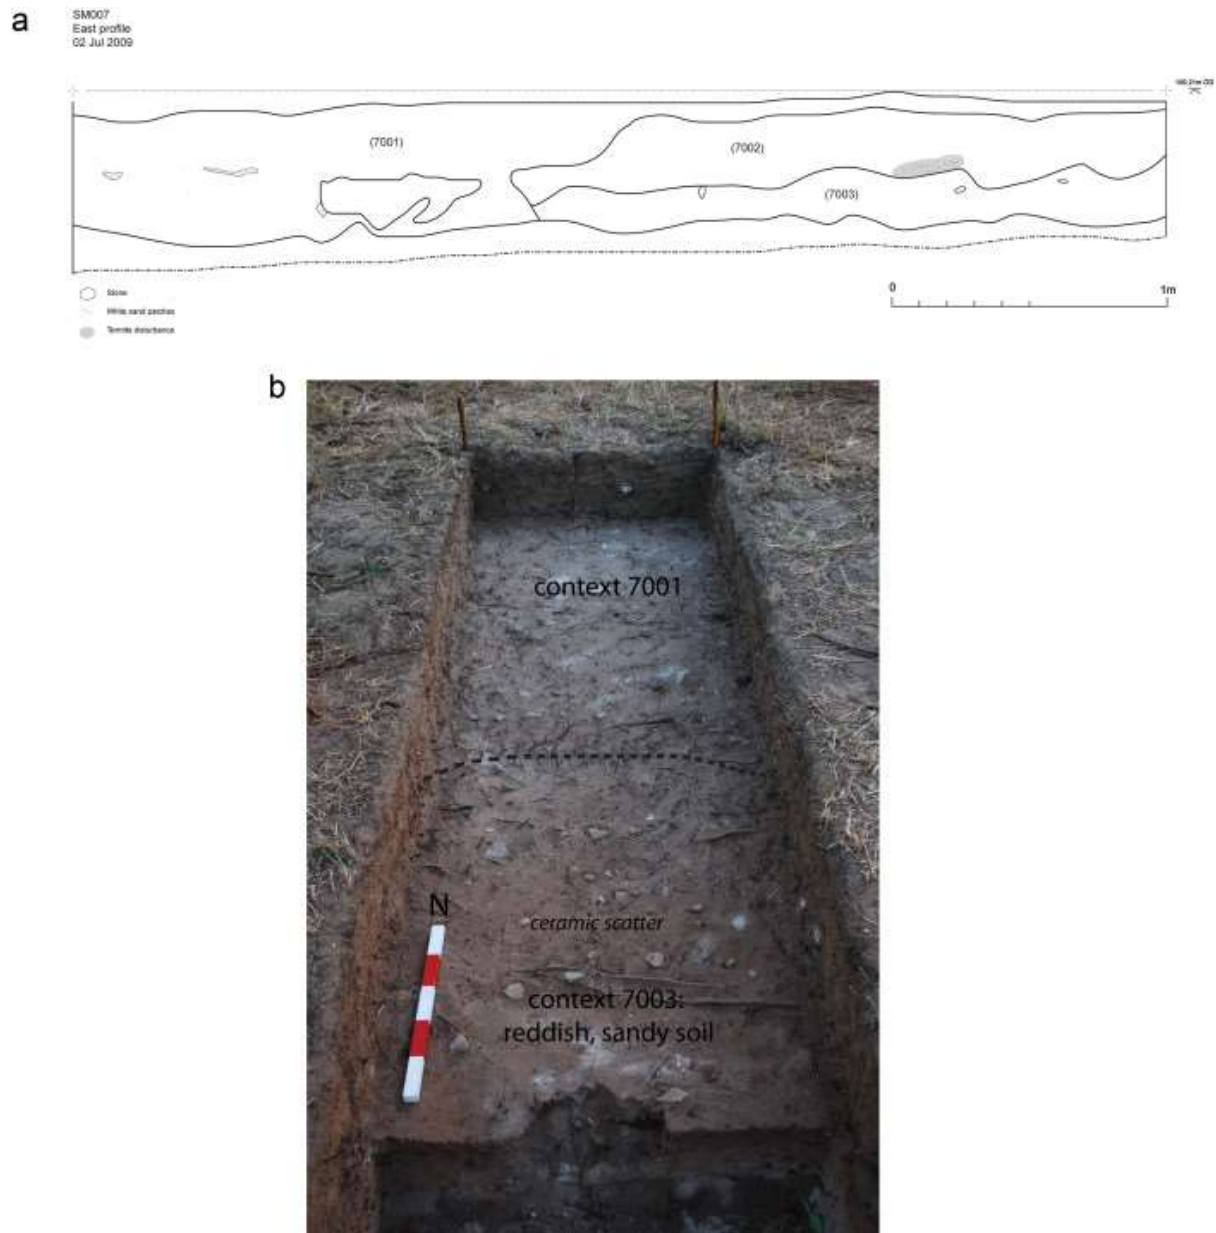 a
SM007
East profile
02 Jul 2009
(7001)
(7002)
(7003)
Stone
White sand patches
Termite disturbance
0
1m
b
context 7001
N
ceramic scatter
context 7003:
reddish, sandy soil